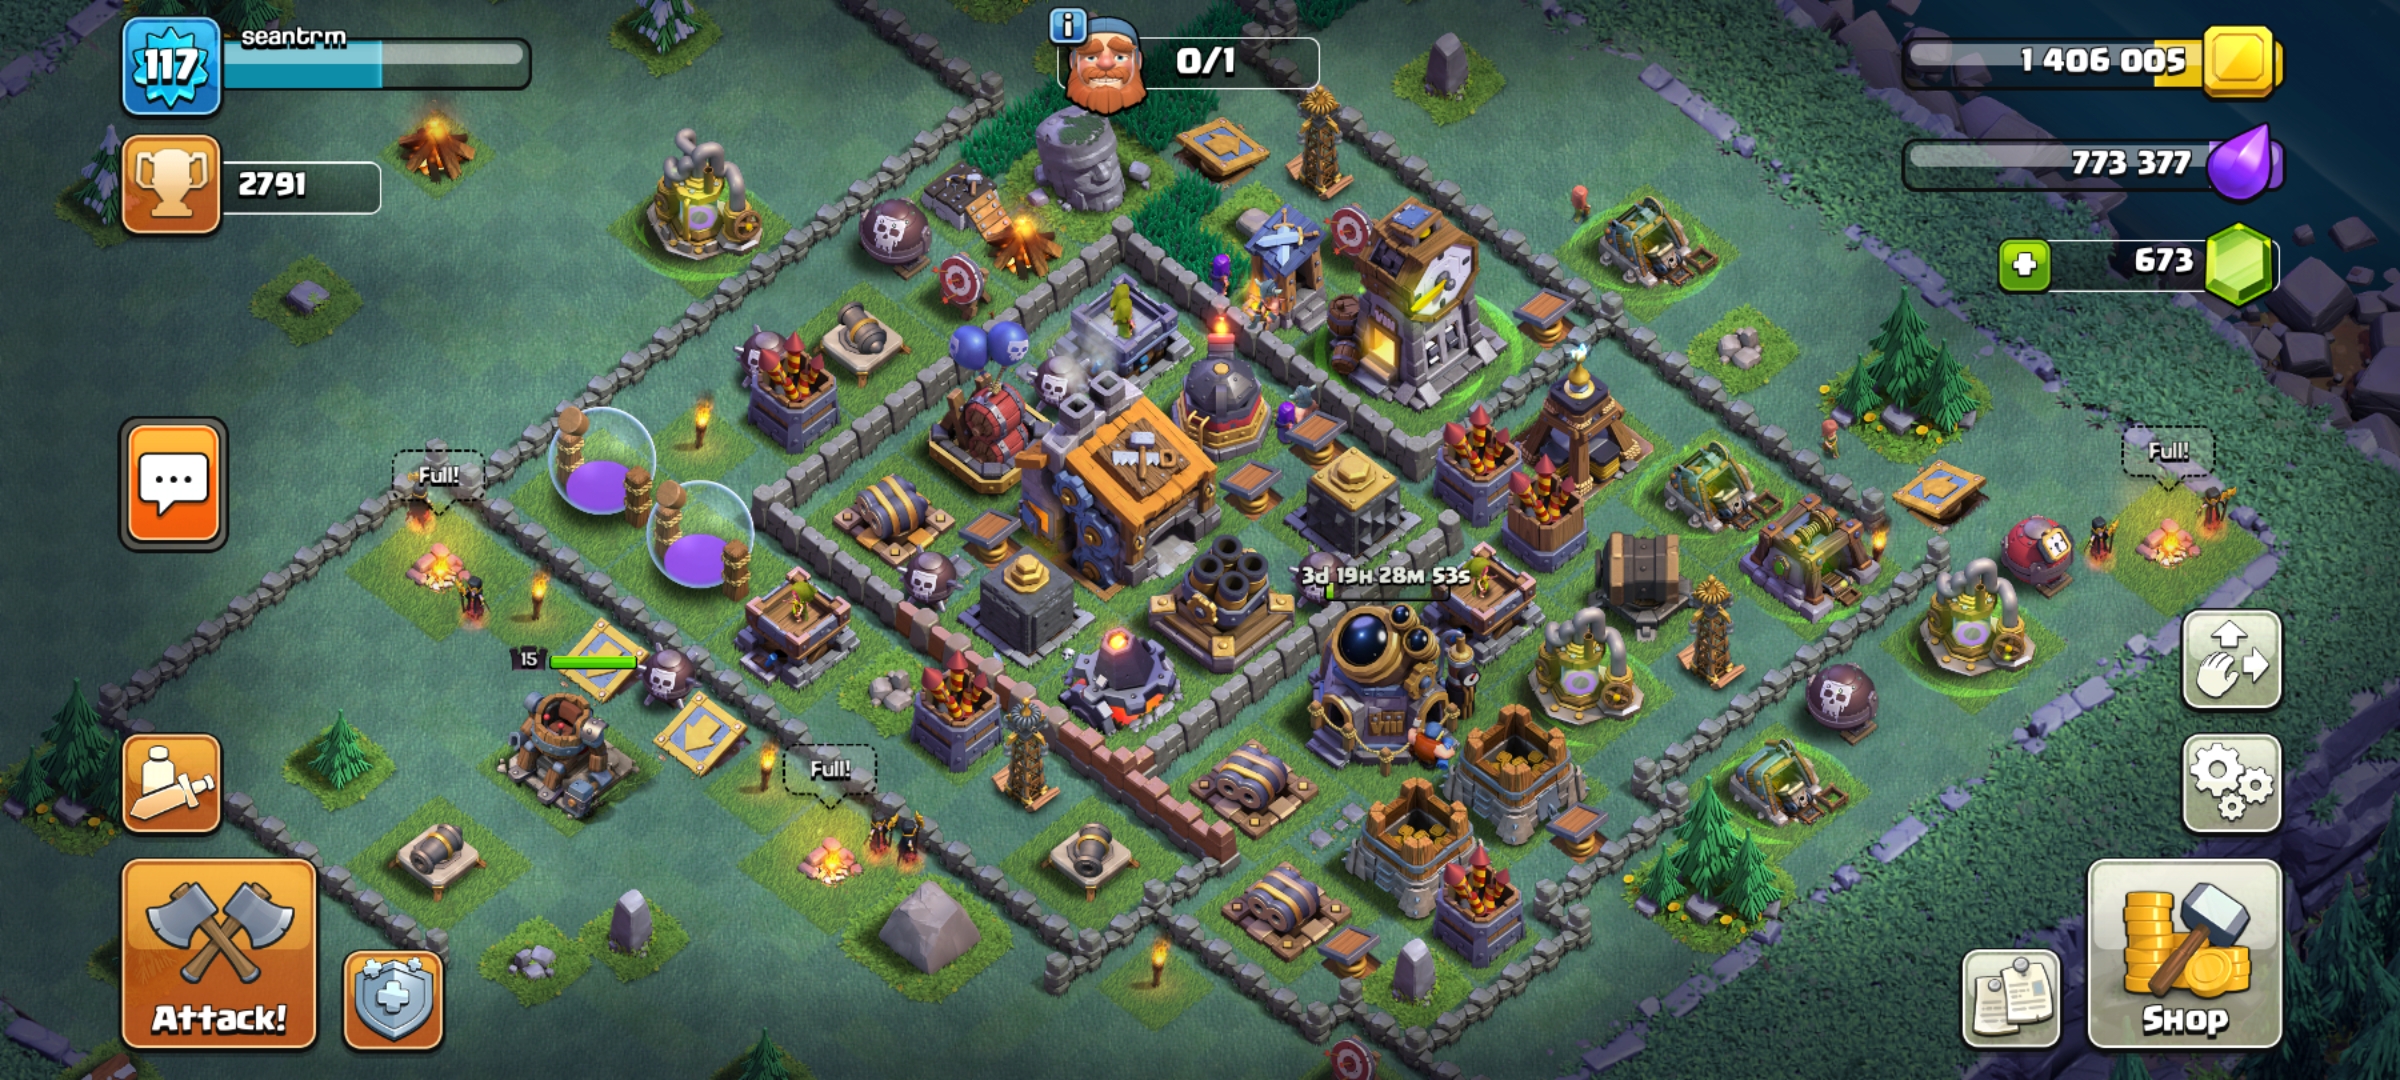 117
seantrm
2791
i
0/1
1 406 005
773 377
673
Full!
Full!
3d 19H 28M 53s
15
Full!
Attack!
Shop